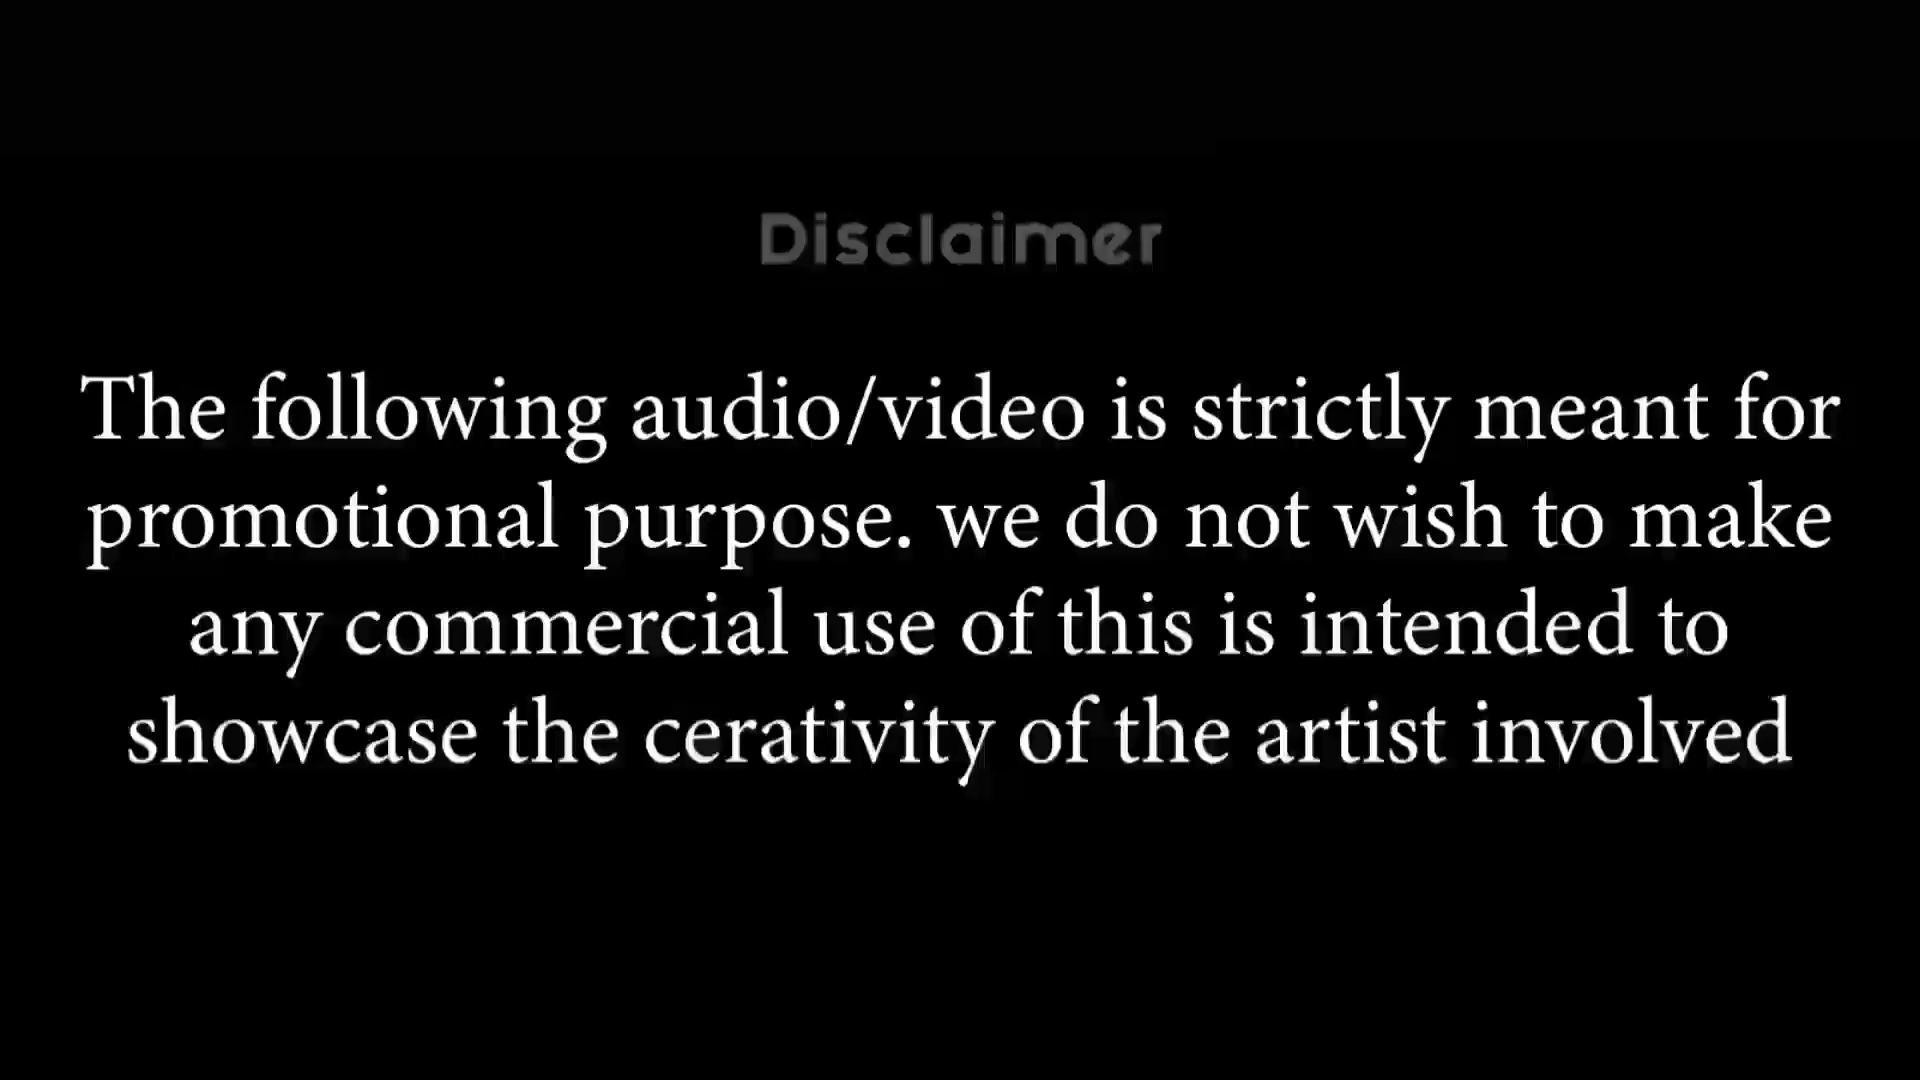 Disclaimer
The following audio/video is strictly meant for
promotional purpose. we do not wish to make
any commercial use of this is intended to
showcase the cerativity of the artist involved